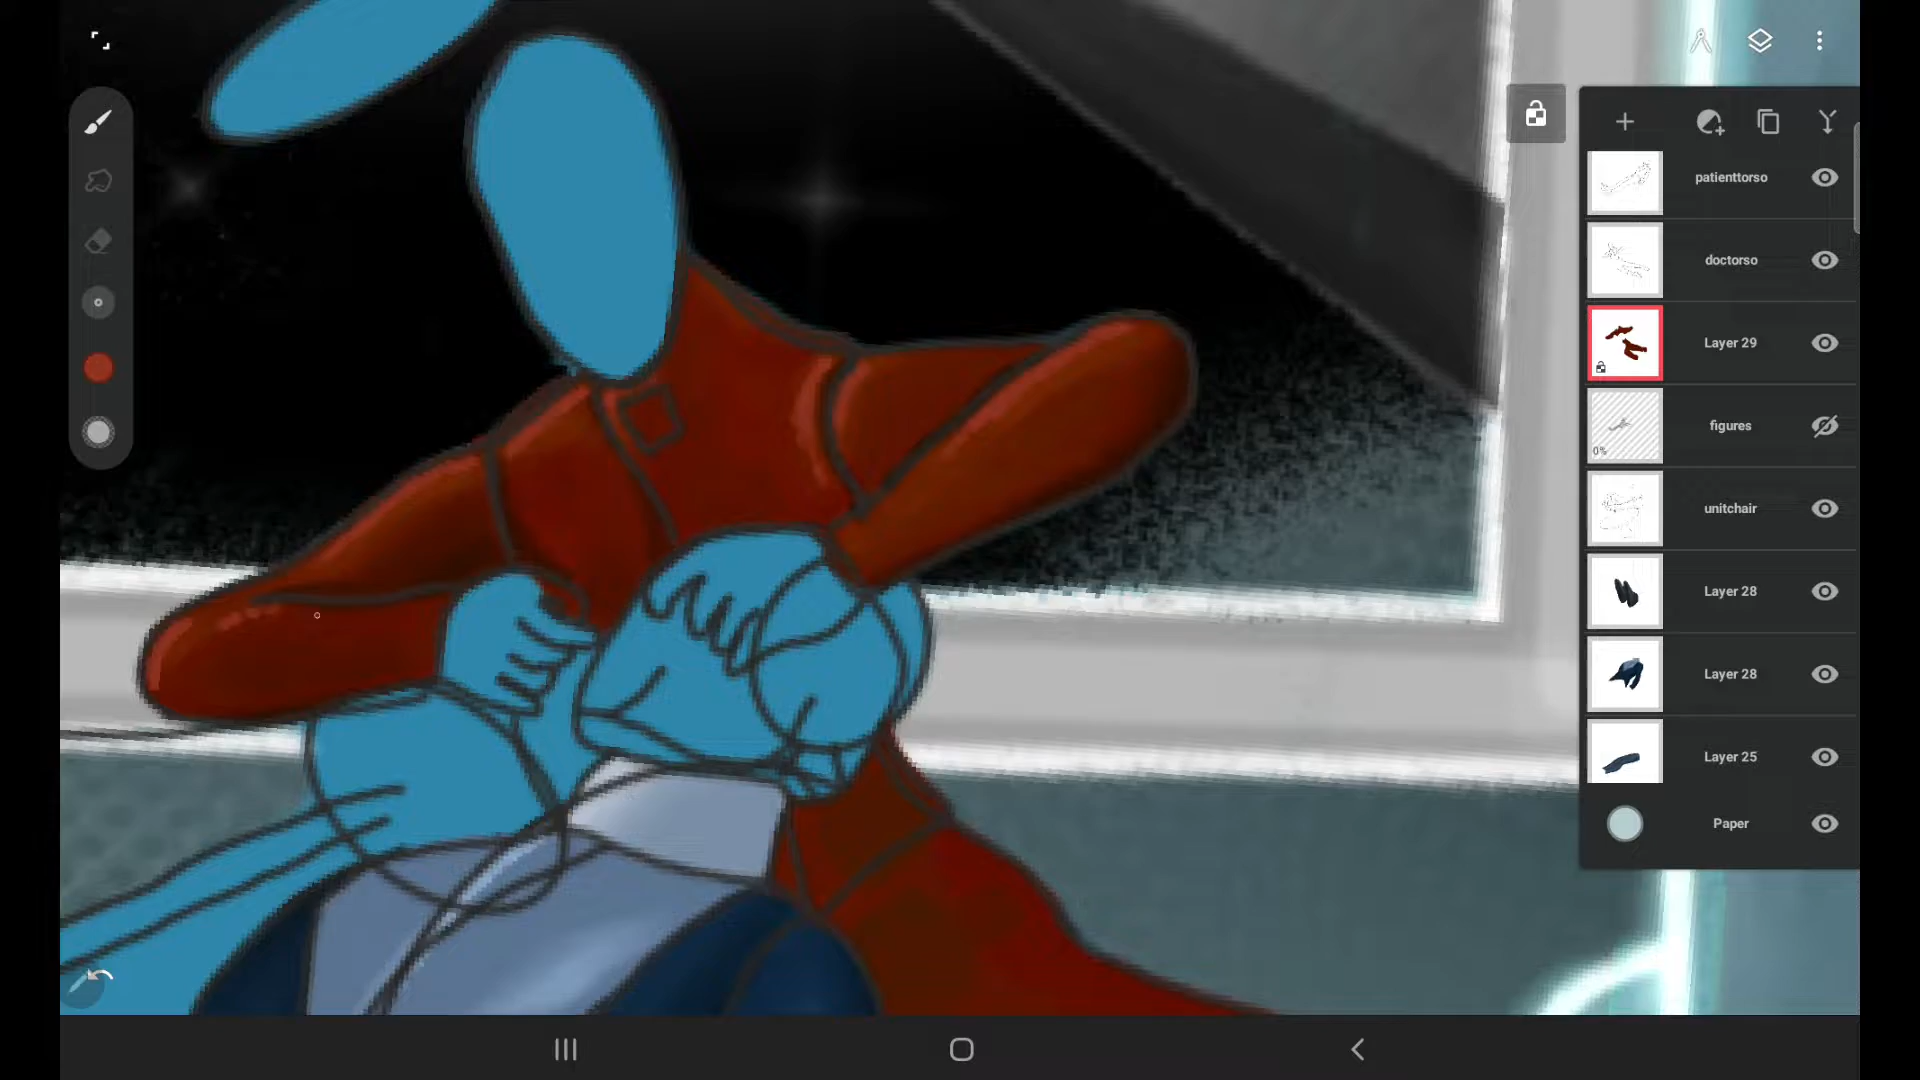 patienttorso
doctorso
Layer 29
figures
0%
unitchair
Layer 28
Layer 28
Layer 25
Paper